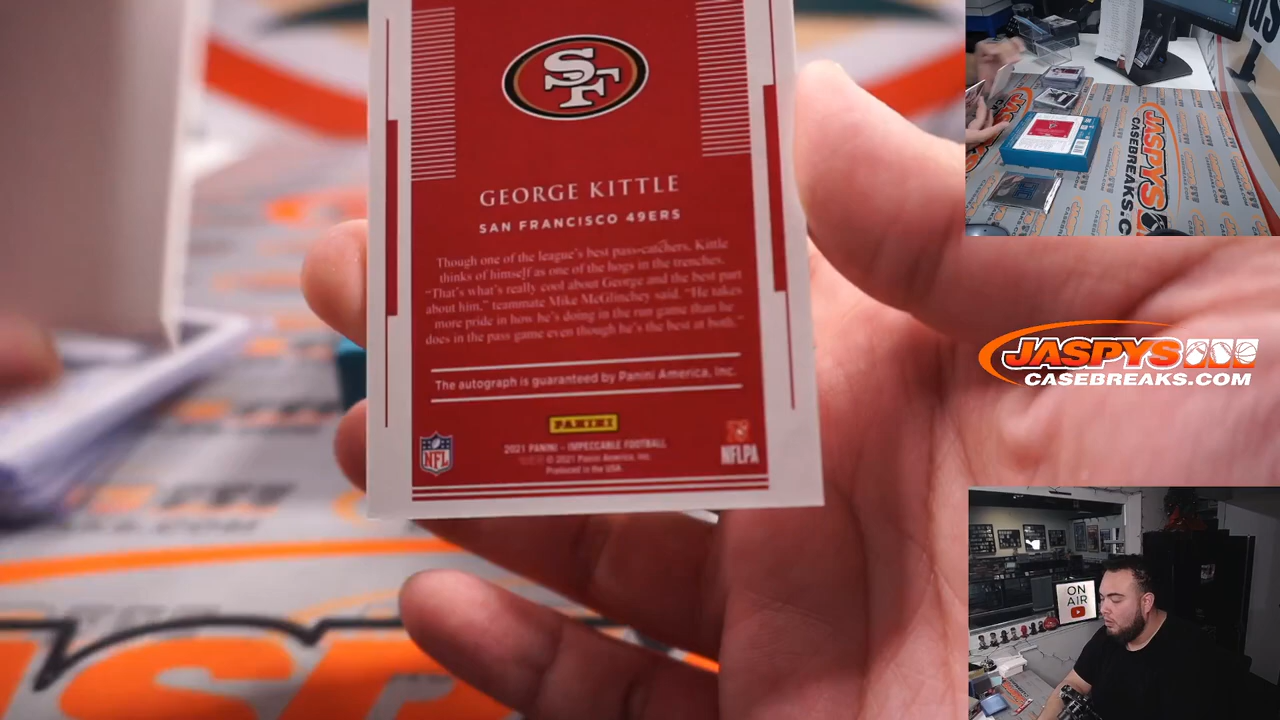 SF
GEORGE KITTLE
SAN FRANCISCO 49ERS
Though one of the league's best pass-catchers, Kittle
thinks of himself as one of the hogs in the trenches.
"That's what's really cool about George and the best part
about him," teammate Mike McGlinchey said. "He takes
more pride in how he's doing in the run game than he
does in the pass game even though he's the best at both."
The autograph is guaranteed by Panini America, Inc.
PANINI
2021 PANINI - IMPECCABLE FOOTBALL
© 2021 Panini America, Inc.
Produced in the USA.
NFL
NFLPA
JASPYS
CASEBREAKS.C
JASPYS
CASEBREAKS.COM
ON
AIR